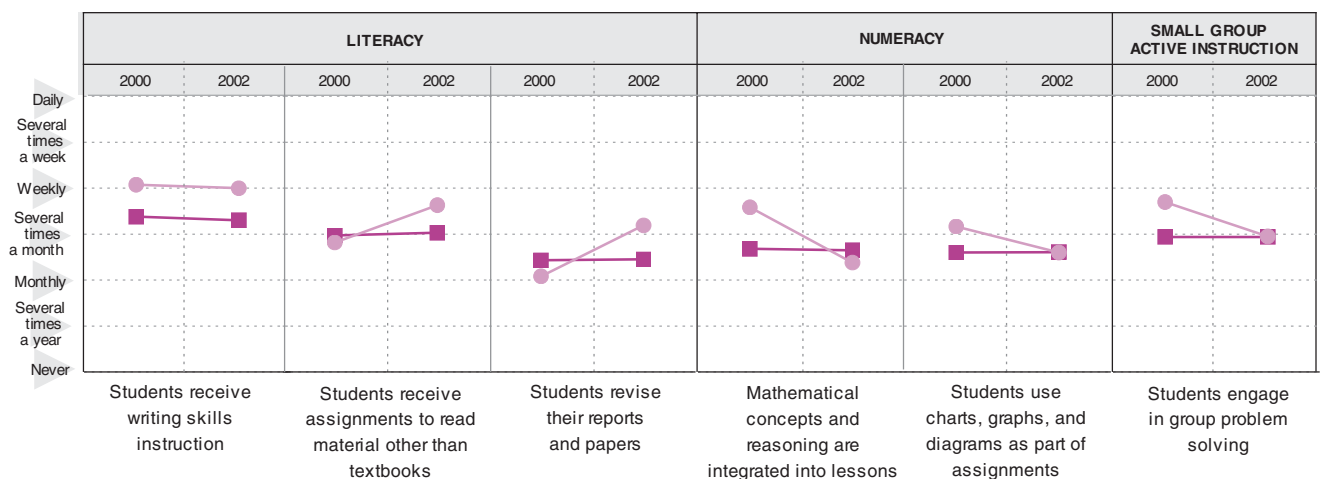 LITERACY
NUMERACY
SMALL GROUP
ACTIVE INSTRUCTION
2000 2002 2000 2002 2000 2002 2000 2002 2000 2002 2000 2002
Daily
Several
times
a week
Weekly
Several
times
a month
Monthly
Several
times
a year
Never
Students receive
writing skills
instruction
Students receive
assignments to read
material other than
textbooks
Students revise
their reports
and papers
Mathematical
concepts and
reasoning are
integrated into lessons
Students use
charts, graphs, and
diagrams as part of
assignments
Students engage
in group problem
solving